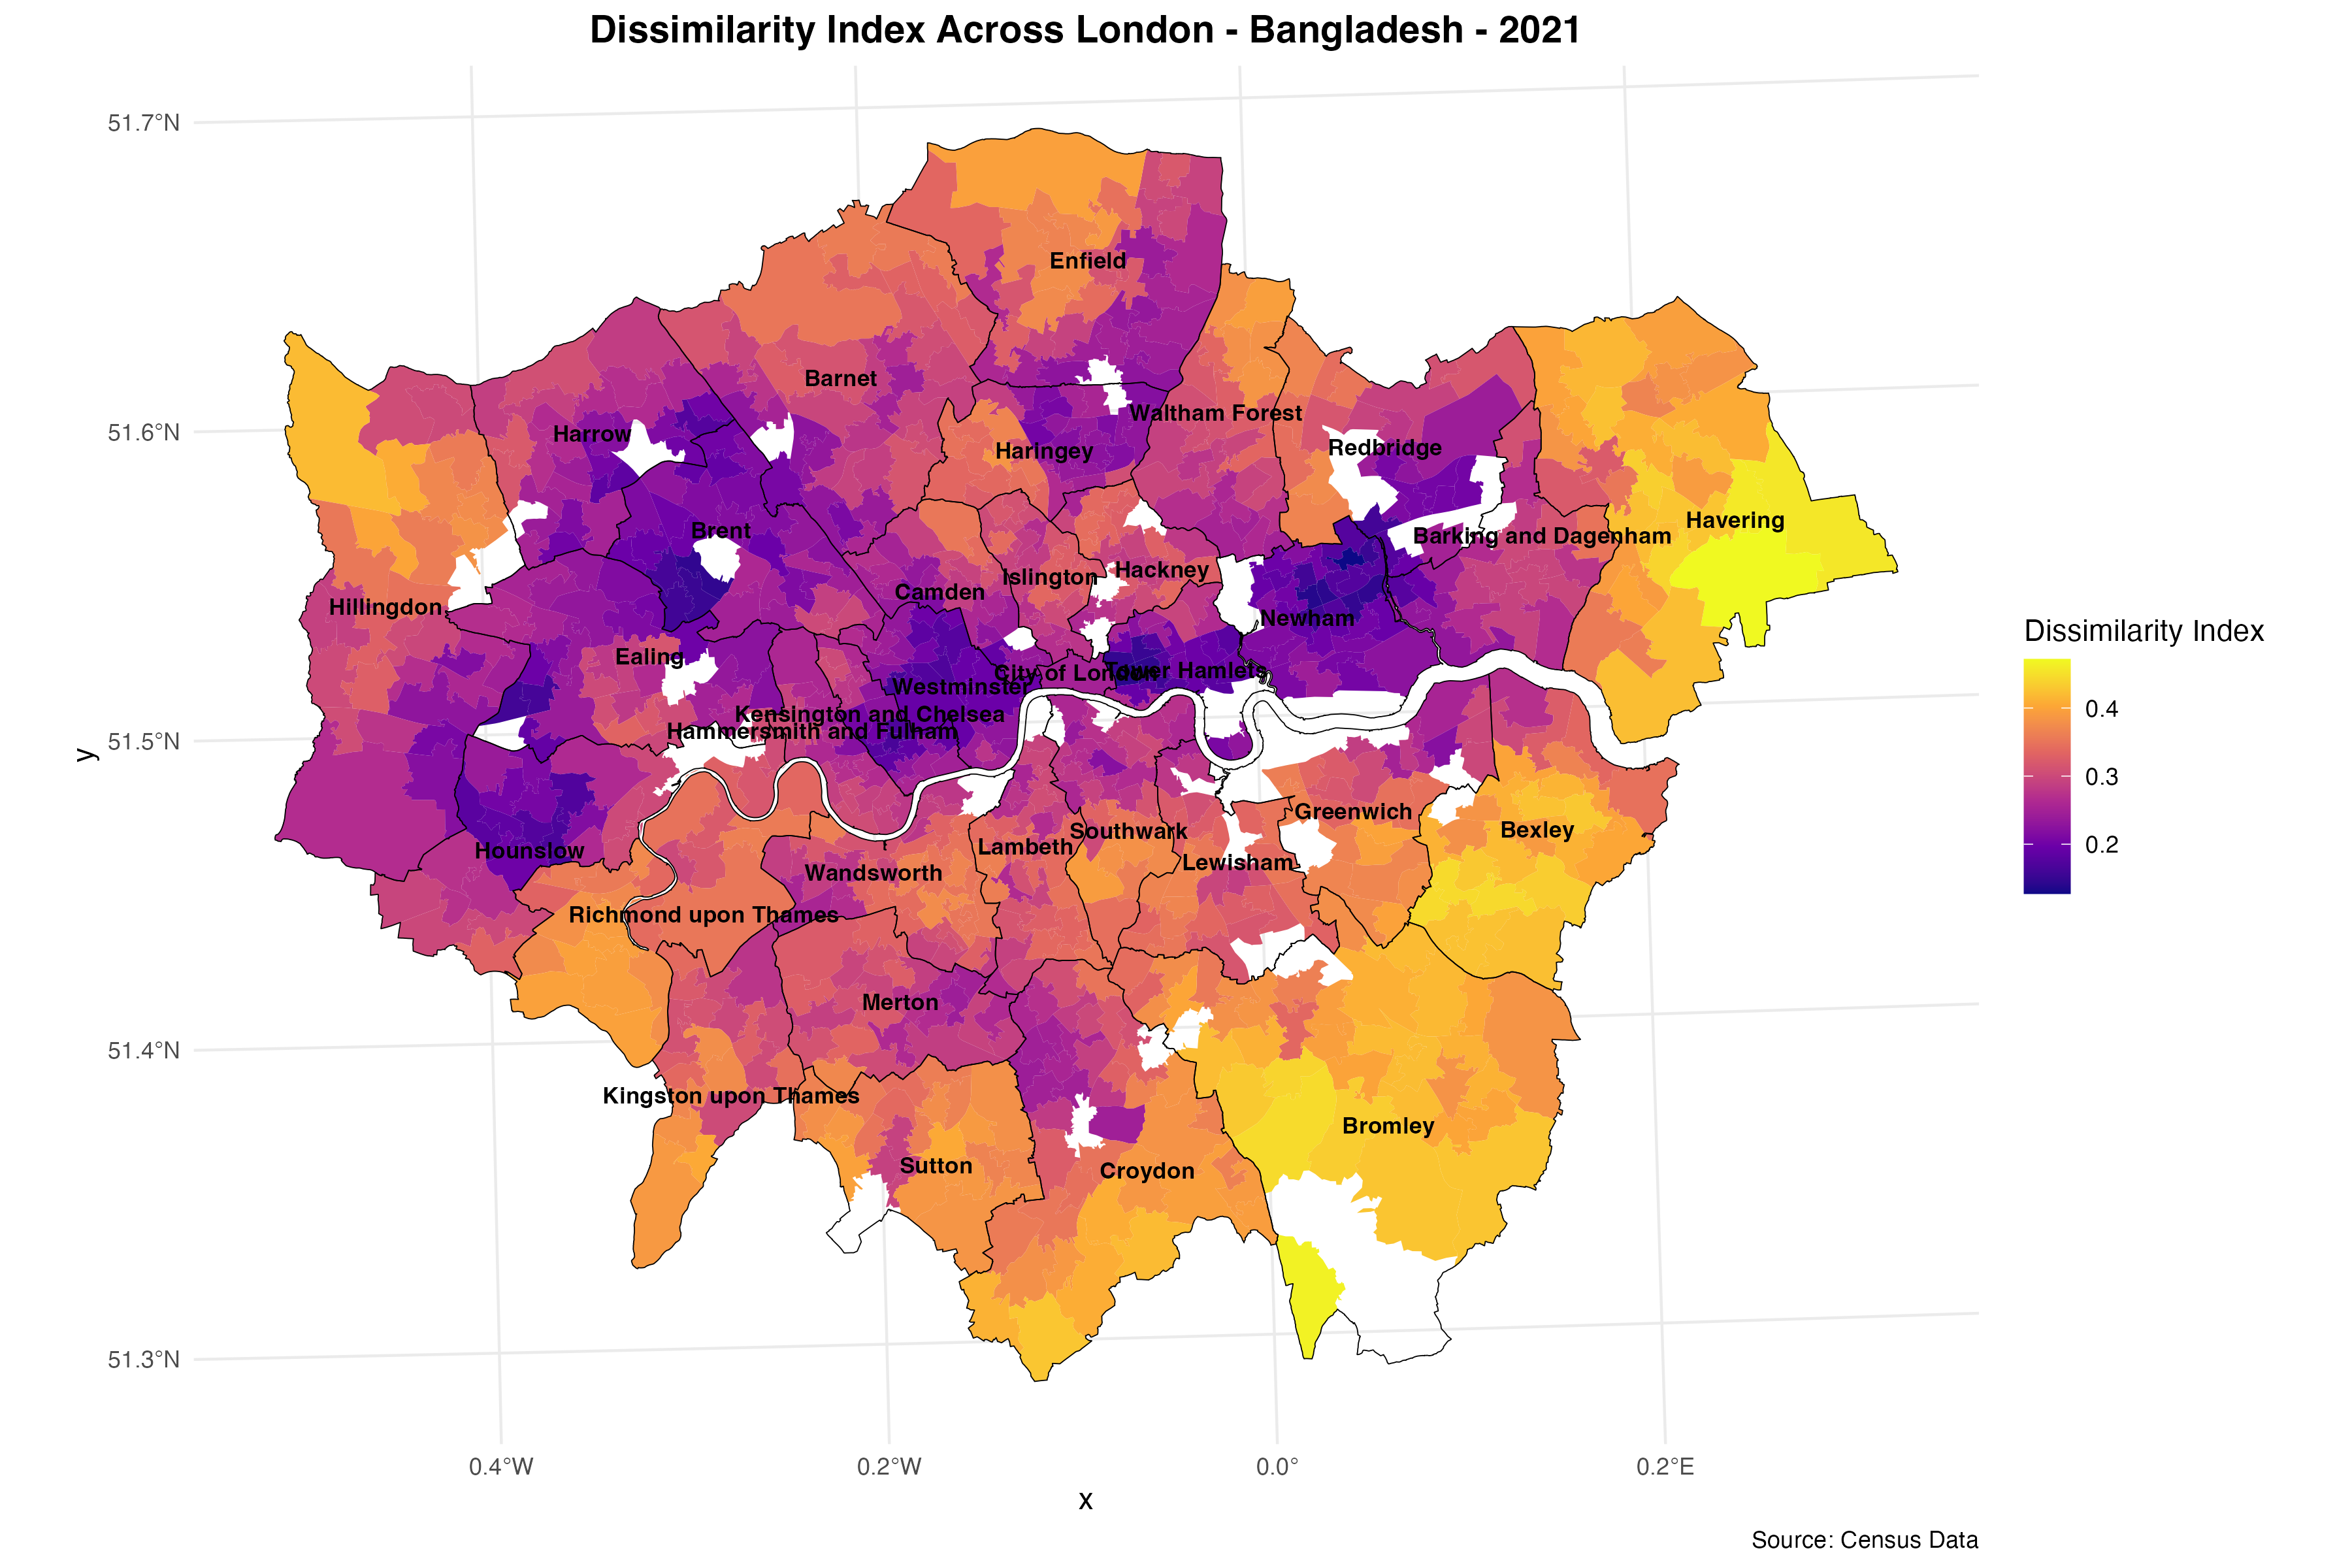 Dissimilarity Index Across London - Bangladesh - 2021
51.7°N
51.6°N
51.5°N
51.4°N
51.3°N
y
Enfield
Barnet
Waltham Forest
Harrow
Redbridge
Haringey
Havering
Brent
Barking and Dagenham
Hackney
Islington
Camden
Hillingdon
Newham
Ealing
Tower Hamlets
City of London
Westminster
Kensington and Chelsea
Hammersmith and Fulham
Greenwich
Bexley
Southwark
Lambeth
Hounslow
Lewisham
Wandsworth
Richmond upon Thames
Merton
Kingston upon Thames
Bromley
Sutton
Croydon
0.4°W
0.2°W
0.0°
0.2°E
x
Dissimilarity Index
0.4
0.3
0.2
Source: Census Data